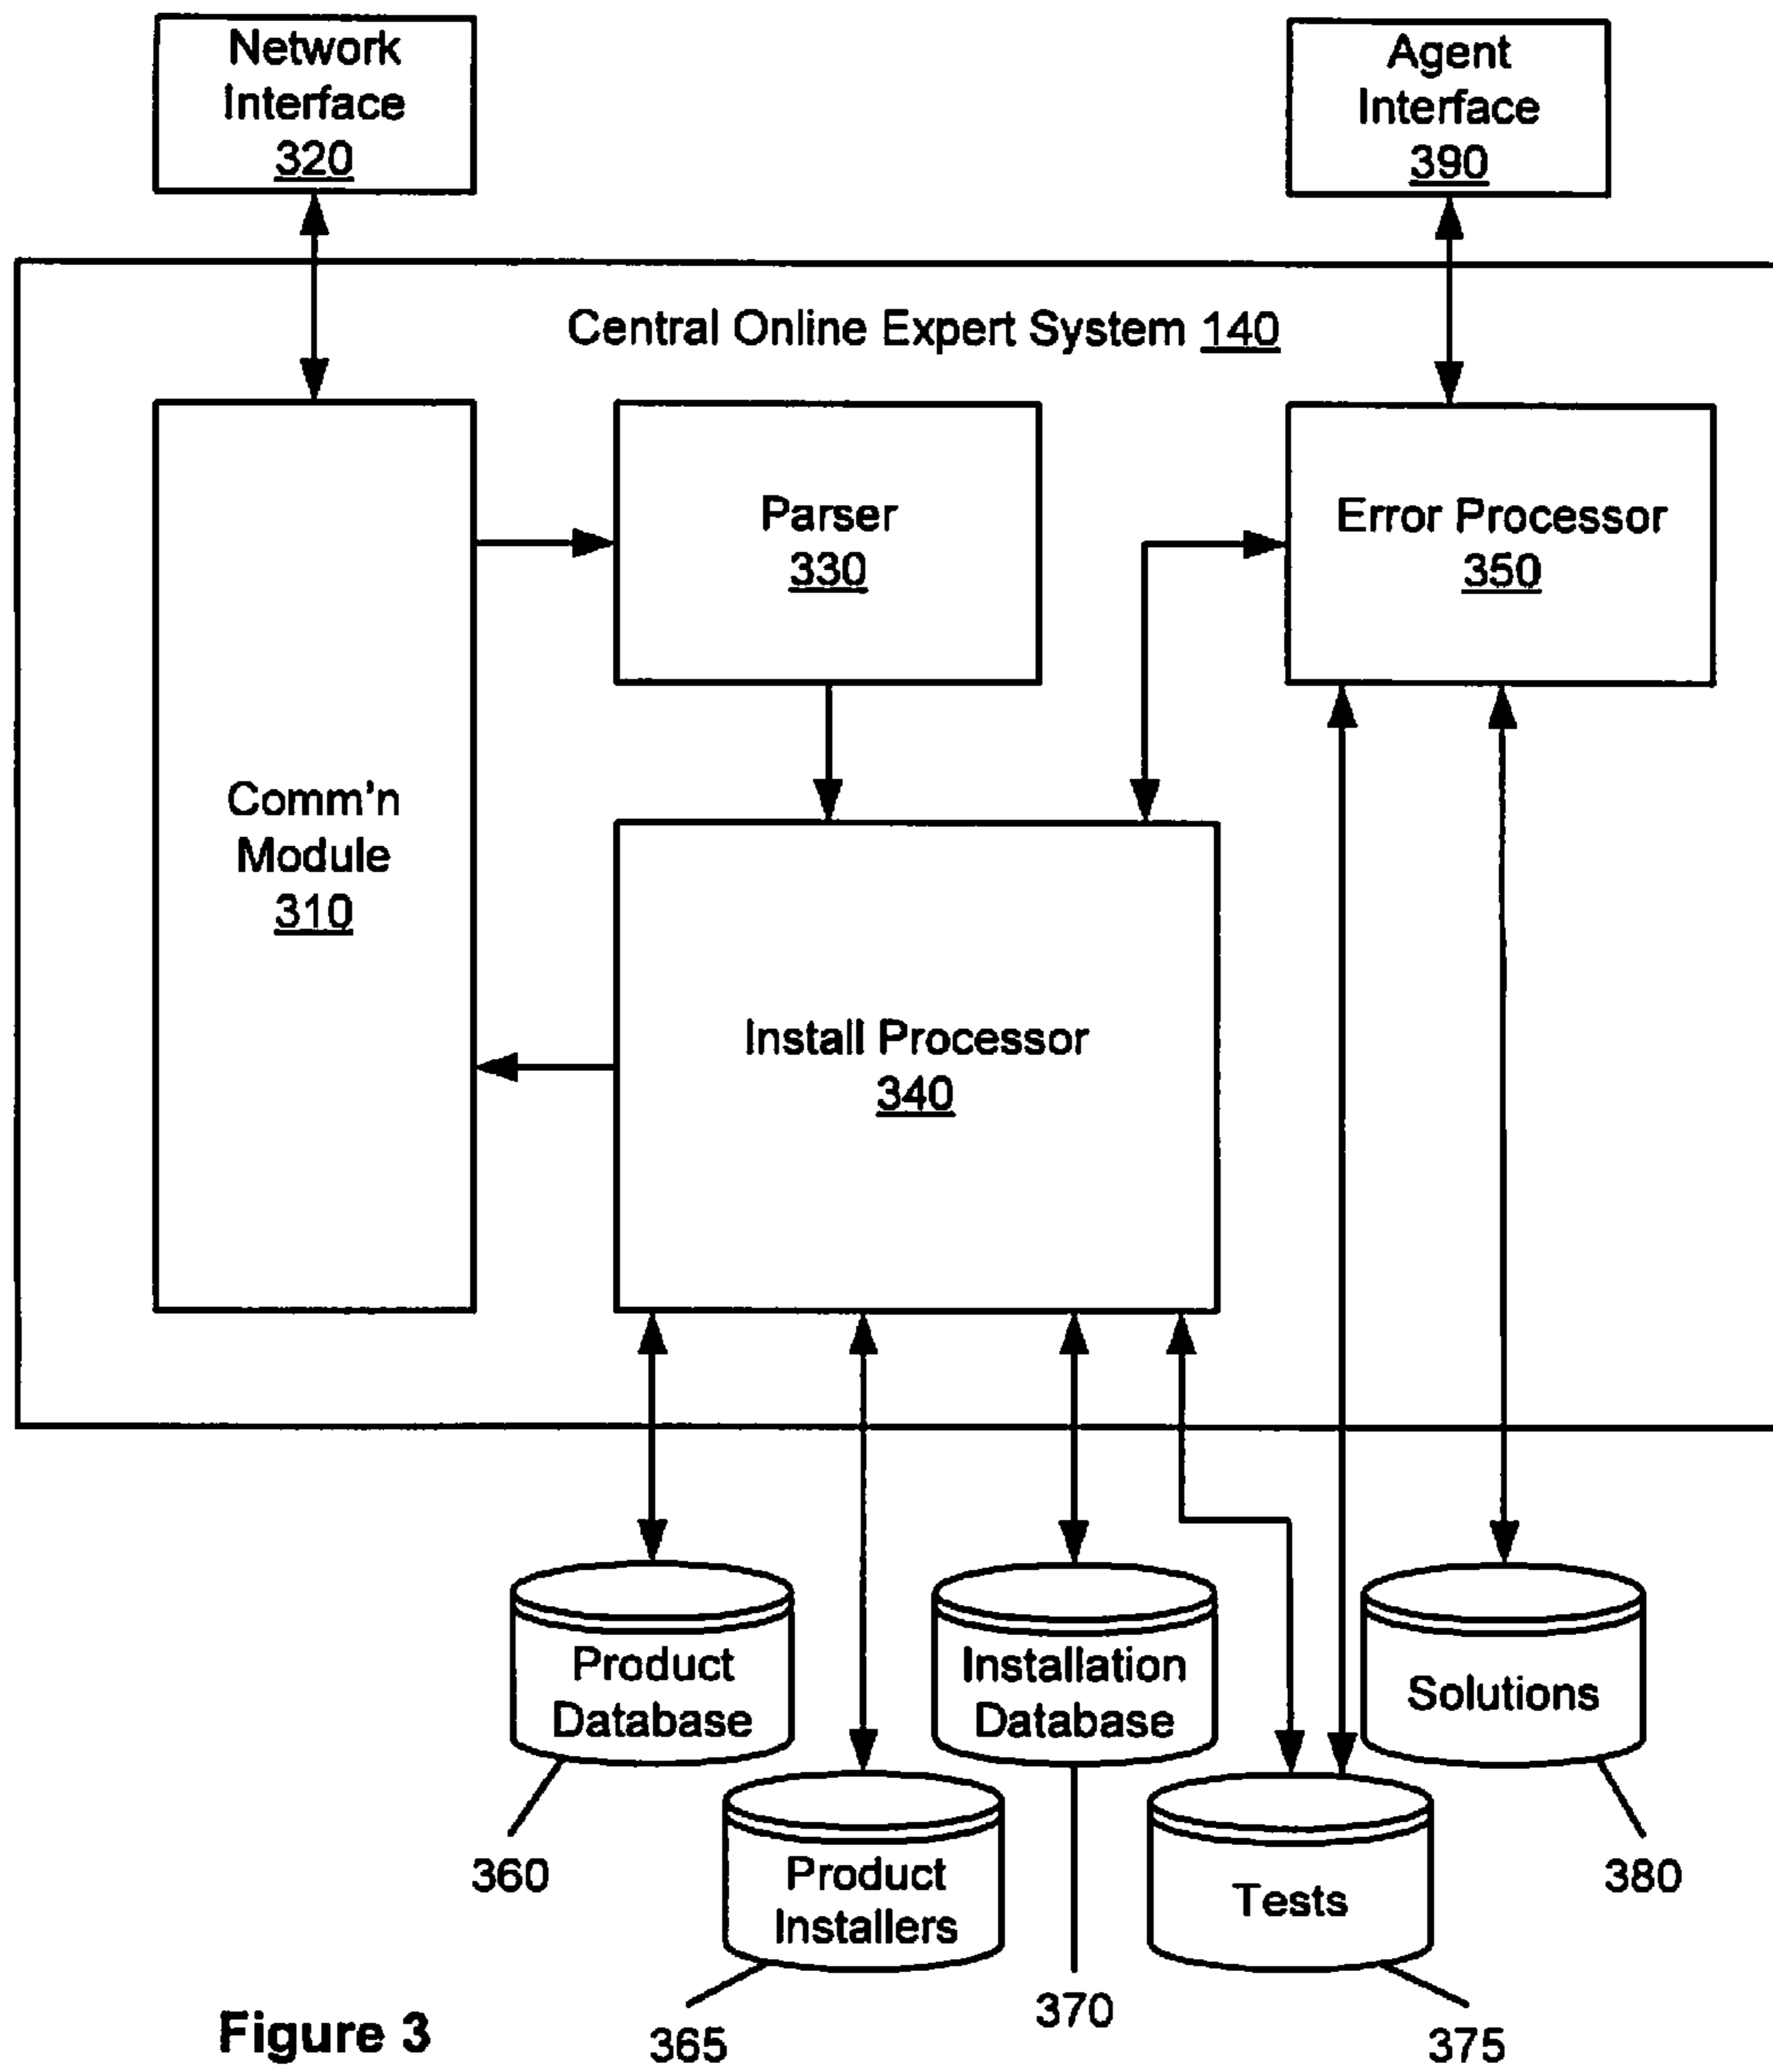 Network
Interface
320
Agent
Interface
390
Central Online Expert System 140
Parser
330
Error Processor
350
Comm'n
Module
310
Install Processor
340
Product
Database
Installation
Database
Solutions
360
Product
Installers
Tests
380
365
370
375
Figure 3